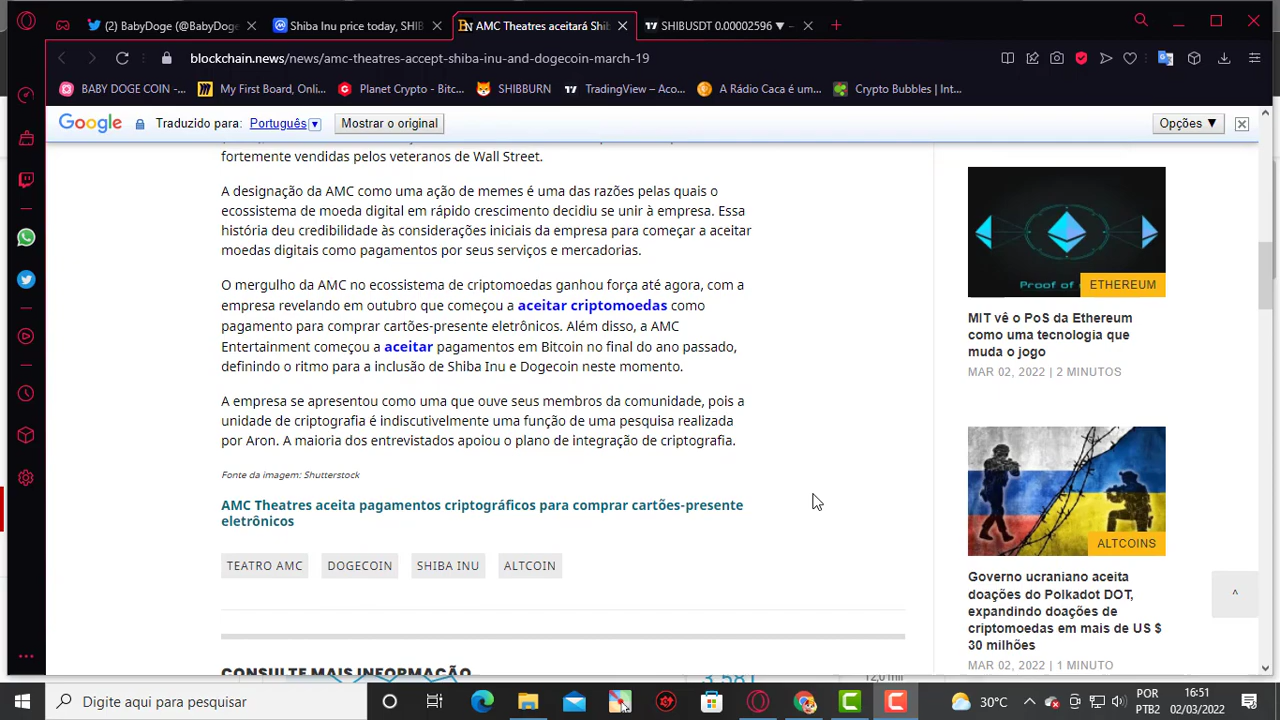 (2) BabyDoge (@BabyDoge
Shiba Inu price today, SHIB
AMC Theatres aceitará Shib
SHIBUSDT 0.00002596 ▼ −
blockchain.news/news/amc-theatres-accept-shiba-inu-and-dogecoin-march-19
BABY DOGE COIN -...
My First Board, Onli...
Planet Crypto - Bitc...
SHIBBURN
TradingView – Aco...
A Rádio Caca é um...
Crypto Bubbles | Int...
Google
Traduzido para: Português ▼
Mostrar o original
Opções ▼
fortemente vendidas pelos veteranos de Wall Street.
A designação da AMC como uma ação de memes é uma das razões pelas quais o
ecossistema de moeda digital em rápido crescimento decidiu se unir à empresa. Essa
história deu credibilidade às considerações iniciais da empresa para começar a aceitar
moedas digitais como pagamentos por seus serviços e mercadorias.
O mergulho da AMC no ecossistema de criptomoedas ganhou força até agora, com a
empresa revelando em outubro que começou a aceitar criptomoedas como
pagamento para comprar cartões-presente eletrônicos. Além disso, a AMC
Entertainment começou a aceitar pagamentos em Bitcoin no final do ano passado,
definindo o ritmo para a inclusão de Shiba Inu e Dogecoin neste momento.
A empresa se apresentou como uma que ouve seus membros da comunidade, pois a
unidade de criptografia é indiscutivelmente uma função de uma pesquisa realizada
por Aron. A maioria dos entrevistados apoiou o plano de integração de criptografia.
Fonte da imagem: Shutterstock
AMC Theatres aceita pagamentos criptográficos para comprar cartões-presente
eletrônicos
TEATRO AMC
DOGECOIN
SHIBA INU
ALTCOIN
CONSULTE MAIS INFORMAÇÃO
3.581
12,0 mil
Proof of
ETHEREUM
MIT vê o PoS da Ethereum
como uma tecnologia que
muda o jogo
MAR 02, 2022 | 2 MINUTOS
ALTCOINS
Governo ucraniano aceita
doações do Polkadot DOT,
expandindo doações de
criptomoedas em mais de US $
30 milhões
MAR 02, 2022 | 1 MINUTO
^
Digite aqui para pesquisar
30°C
POR
PTB2
16:51
02/03/2022